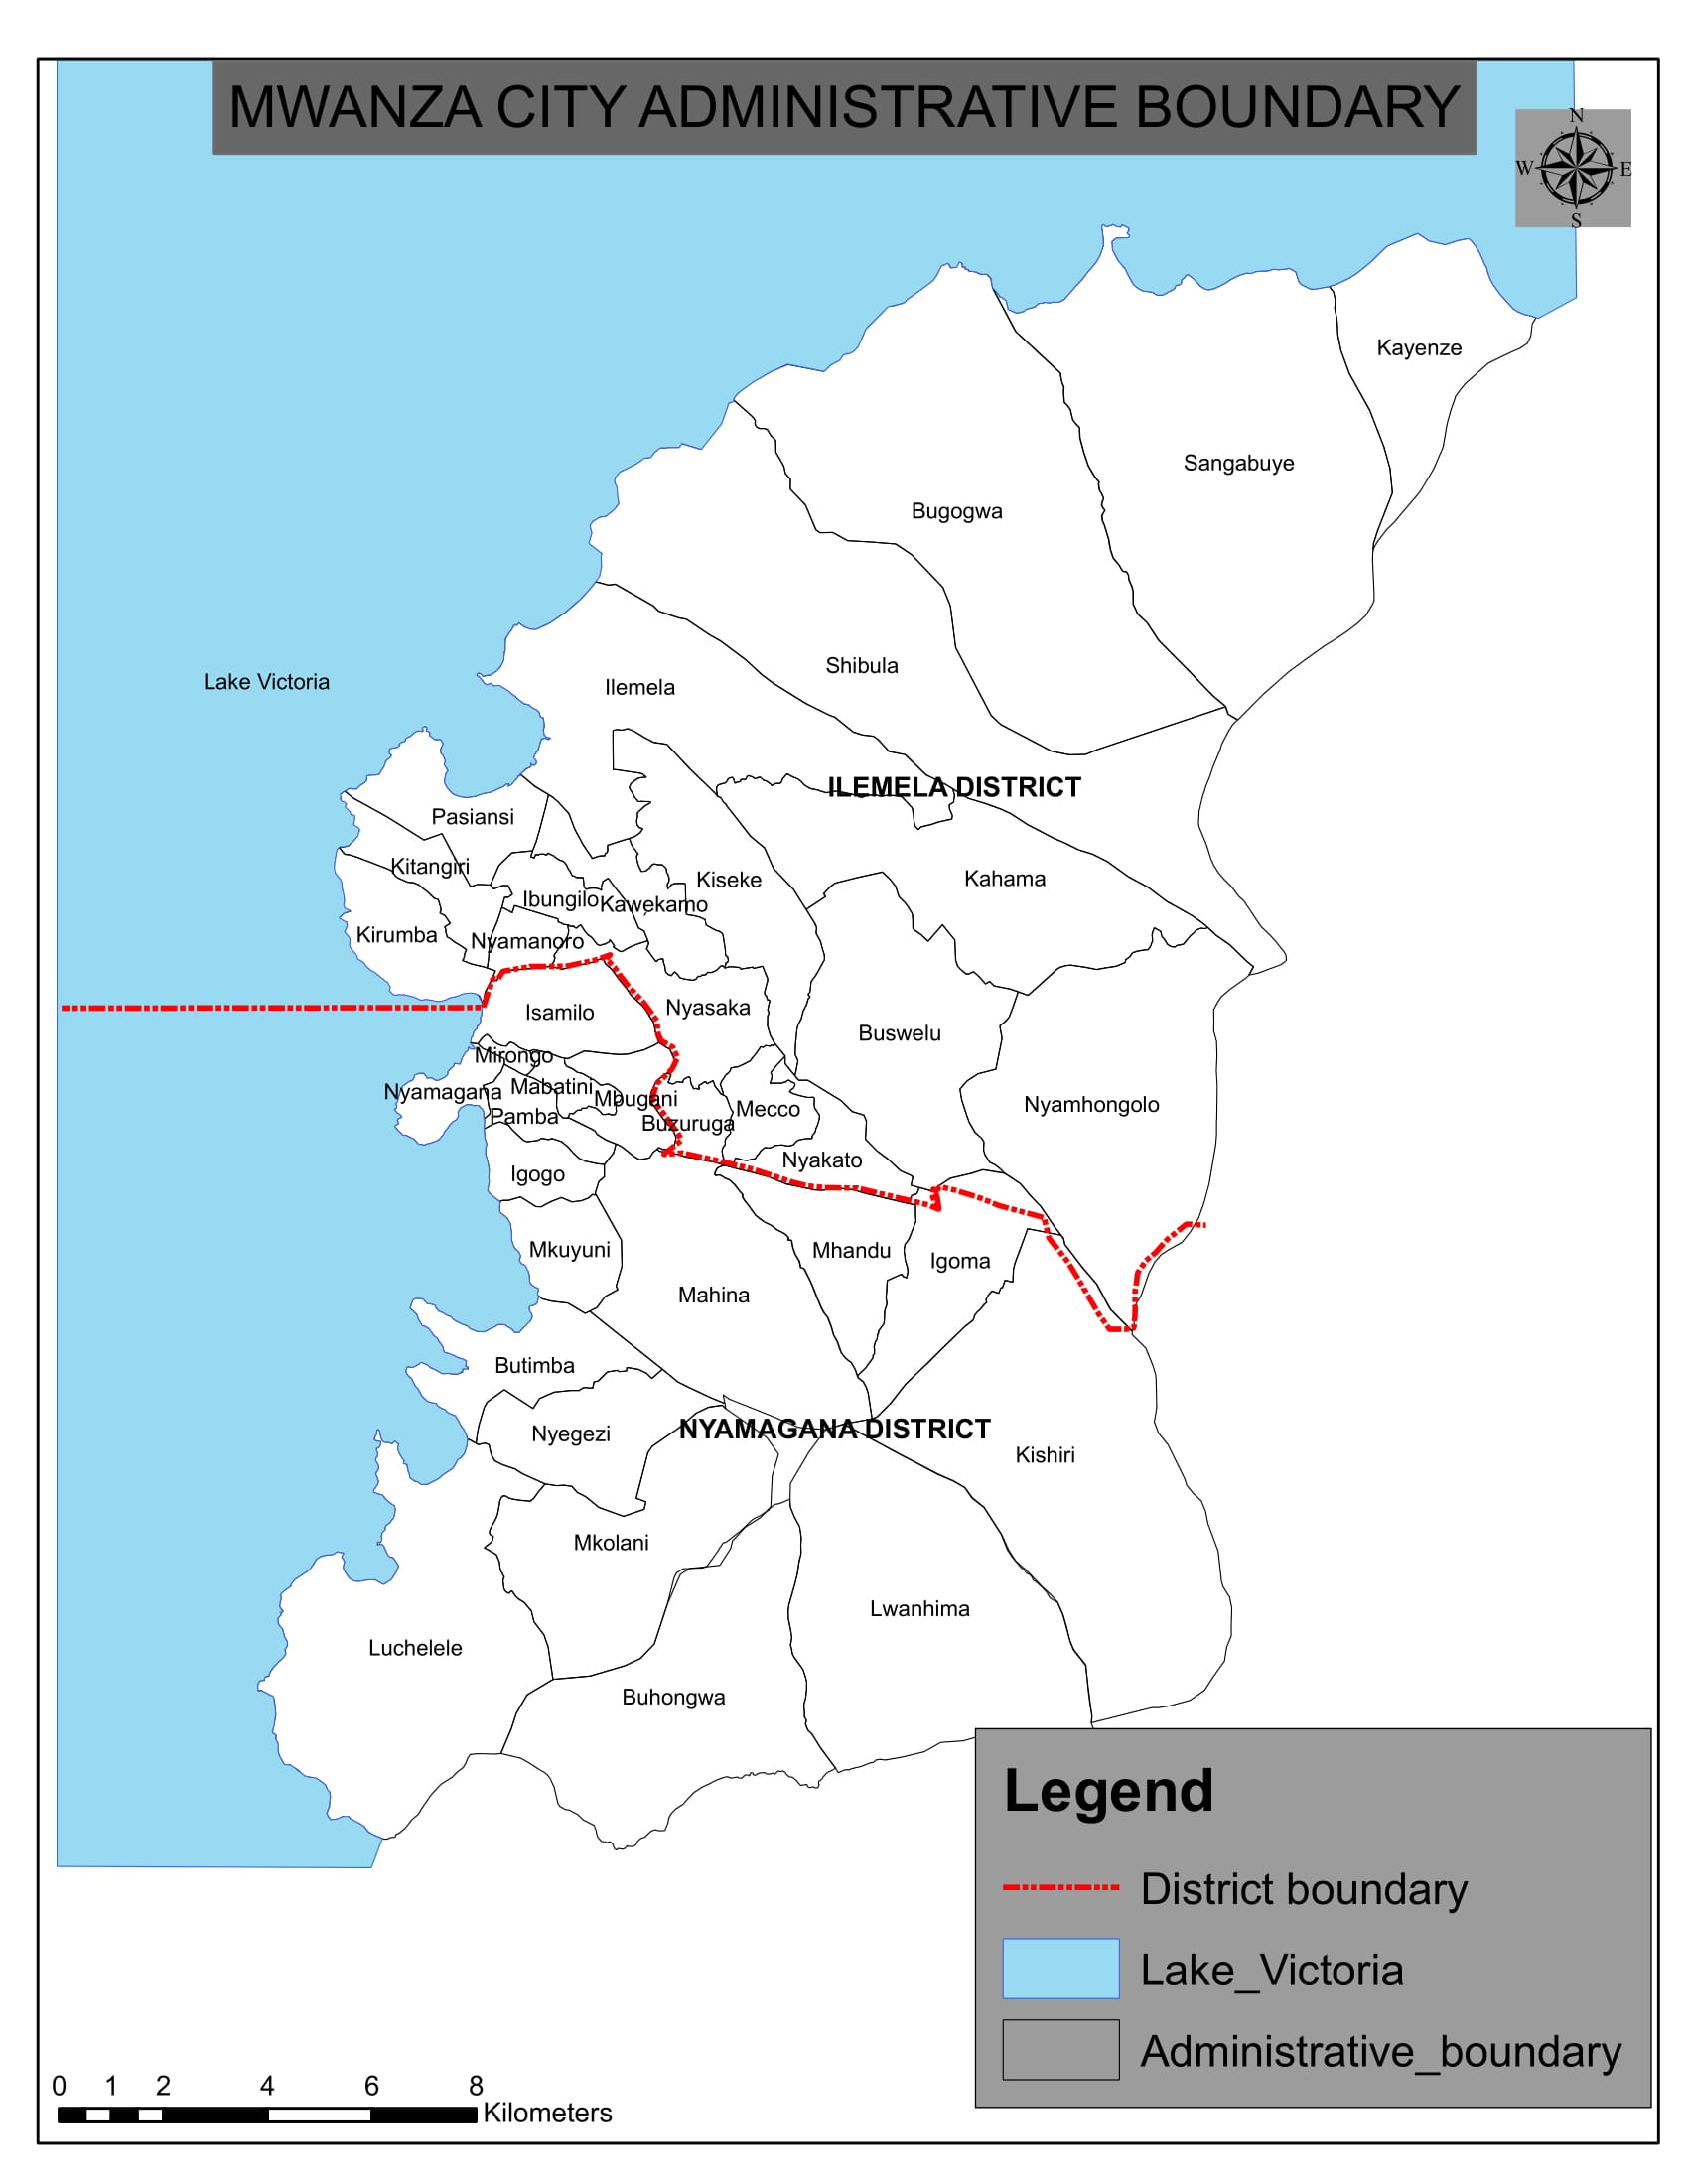 MWANZA CITY ADMINISTRATIVE BOUNDARY
N
W
E
S
Kayenze
Sangabuye
Bugogwa
Shibula
Lake Victoria
Ilemela
ILEMELA DISTRICT
Pasiansi
Kitangiri
Kiseke
Kahama
Ibungilo
Kawekamo
Kirumba
Nyamanoro
Nyasaka
Isamilo
Buswelu
Mirongo
Nyamagana
Mabatini
Mbugani
Nyamhongolo
Mecco
Pamba
Buzuruga
Nyakato
Igogo
Mkuyuni
Mhandu
Igoma
Mahina
Butimba
NYAMAGANA DISTRICT
Nyegezi
Kishiri
Mkolani
Lwanhima
Luchelele
Buhongwa
Legend
District boundary
Lake_Victoria
Administrative_boundary
0 1 2 4 6 8
Kilometers